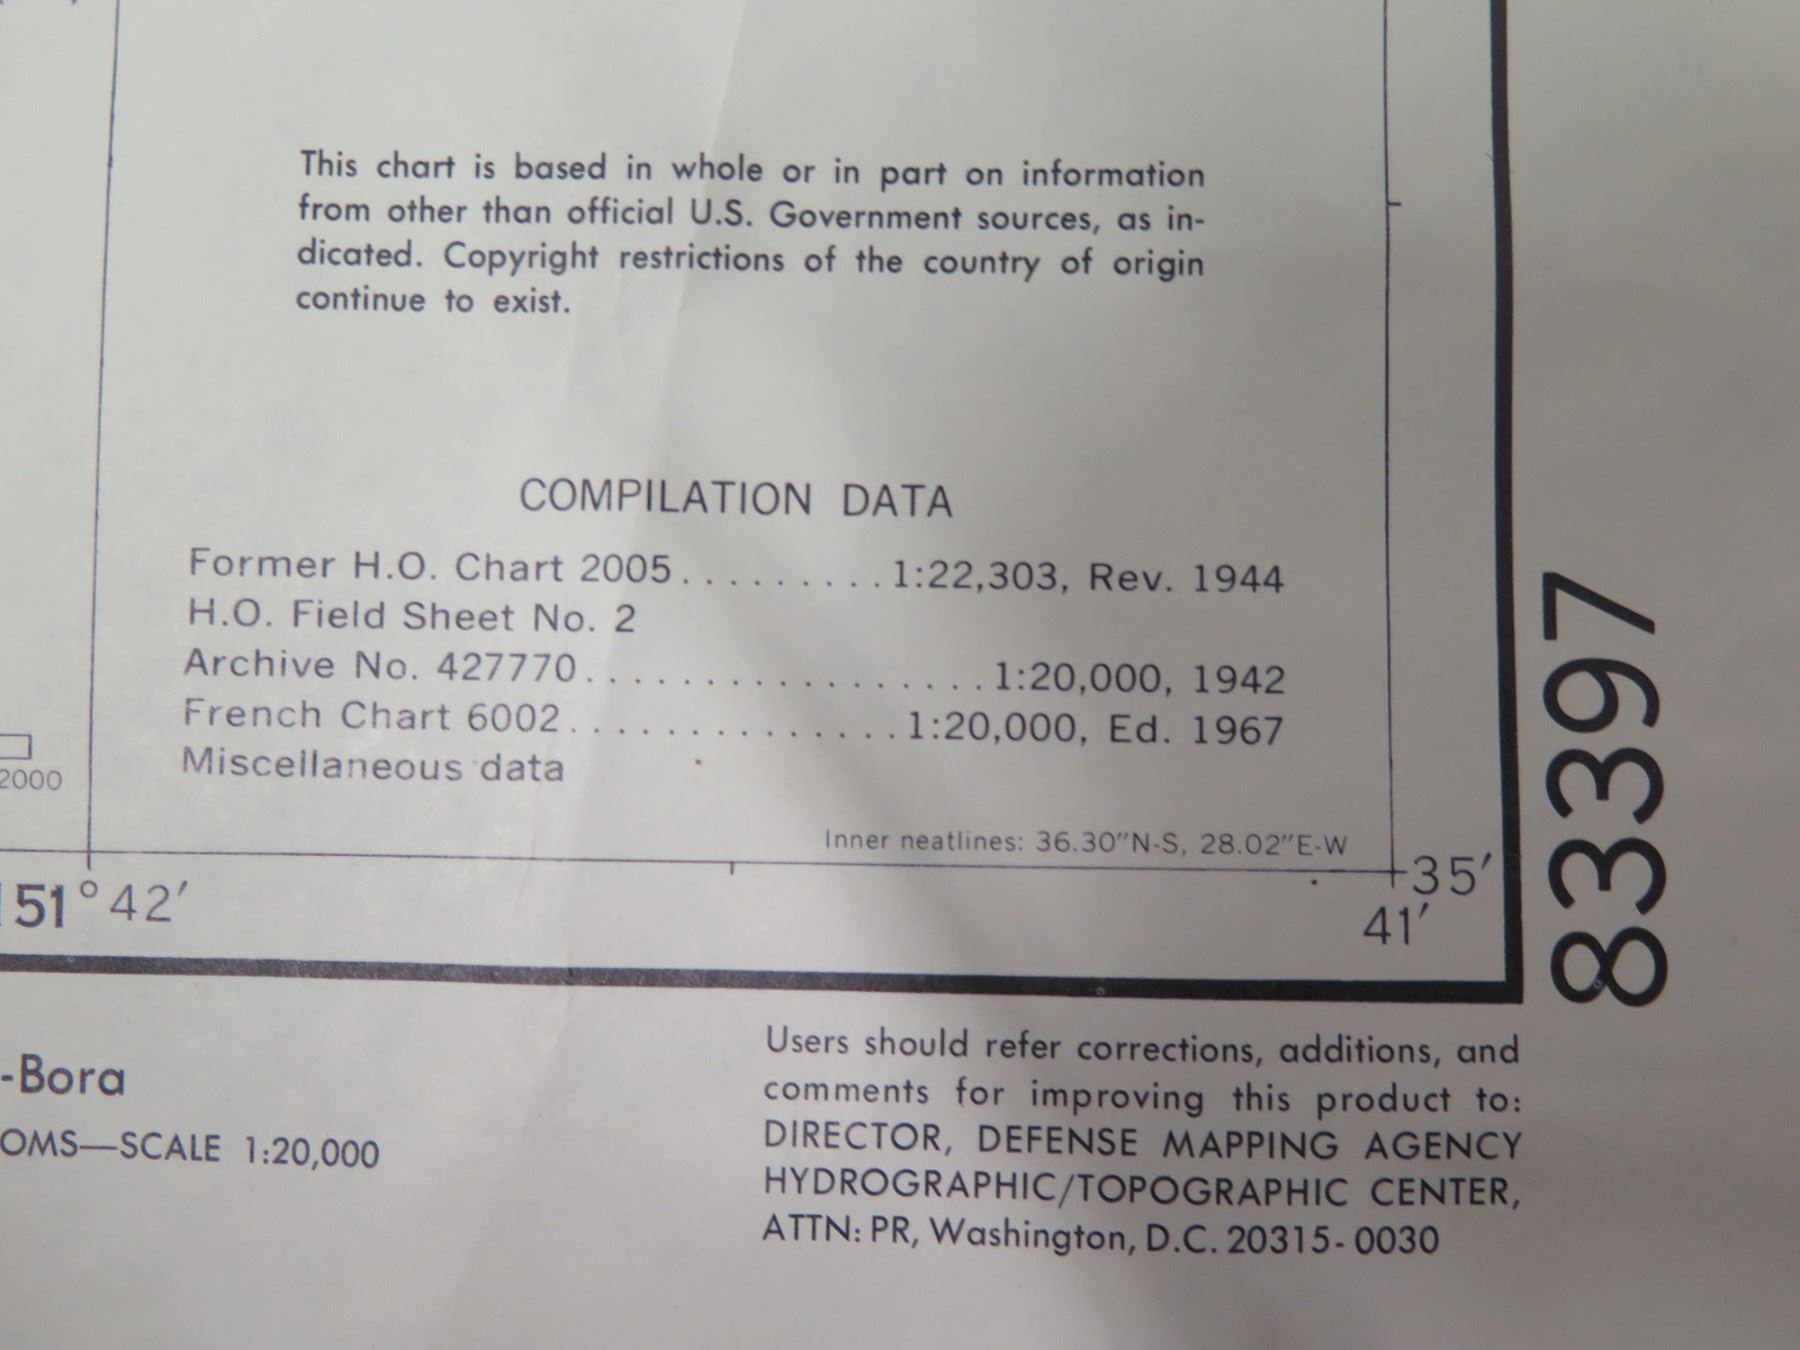 This chart is based in whole or in part on information
from other than official U.S. Government sources, as in-
dicated. Copyright restrictions of the country of origin
continue to exist.
COMPILATION DATA
Former H.O. Chart 2005.........1:22,303, Rev. 1944
H.O. Field Sheet No. 2
Archive No. 427770.................1:20,000, 1942
French Chart 6002..............1:20,000, Ed. 1967
Miscellaneous data
2000
Inner neatlines: 36.30″N-S, 28.02″E-W
35′
151°42′
41′
83397
-Bora
OMS—SCALE 1:20,000
Users should refer corrections, additions, and
comments for improving this product to:
DIRECTOR, DEFENSE MAPPING AGENCY
HYDROGRAPHIC/TOPOGRAPHIC CENTER,
ATTN: PR, Washington, D.C. 20315-0030